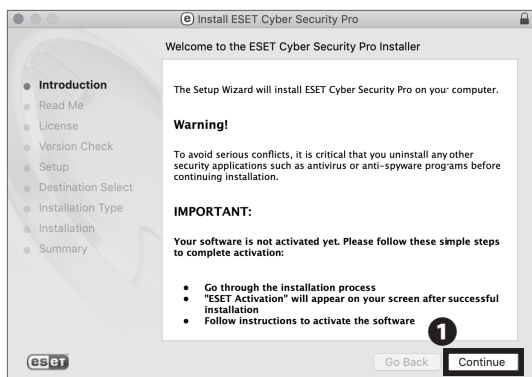 e Install ESET Cyber Security Pro
Welcome to the ESET Cyber Security Pro Installer
Introduction
Read Me
License
Version Check
Setup
Destination Select
Installation Type
Installation
Summary
The Setup Wizard will install ESET Cyber Security Pro on your computer.
Warning!
To avoid serious conflicts, it is critical that you uninstall any other
security applications such as antivirus or anti-spyware programs before
continuing installation.
IMPORTANT:
Your software is not activated yet. Please follow these simple steps
to complete activation:
● Go through the installation process
● "ESET Activation" will appear on your screen after successful
installation
● Follow instructions to activate the software
1
eseT
Go Back
Continue